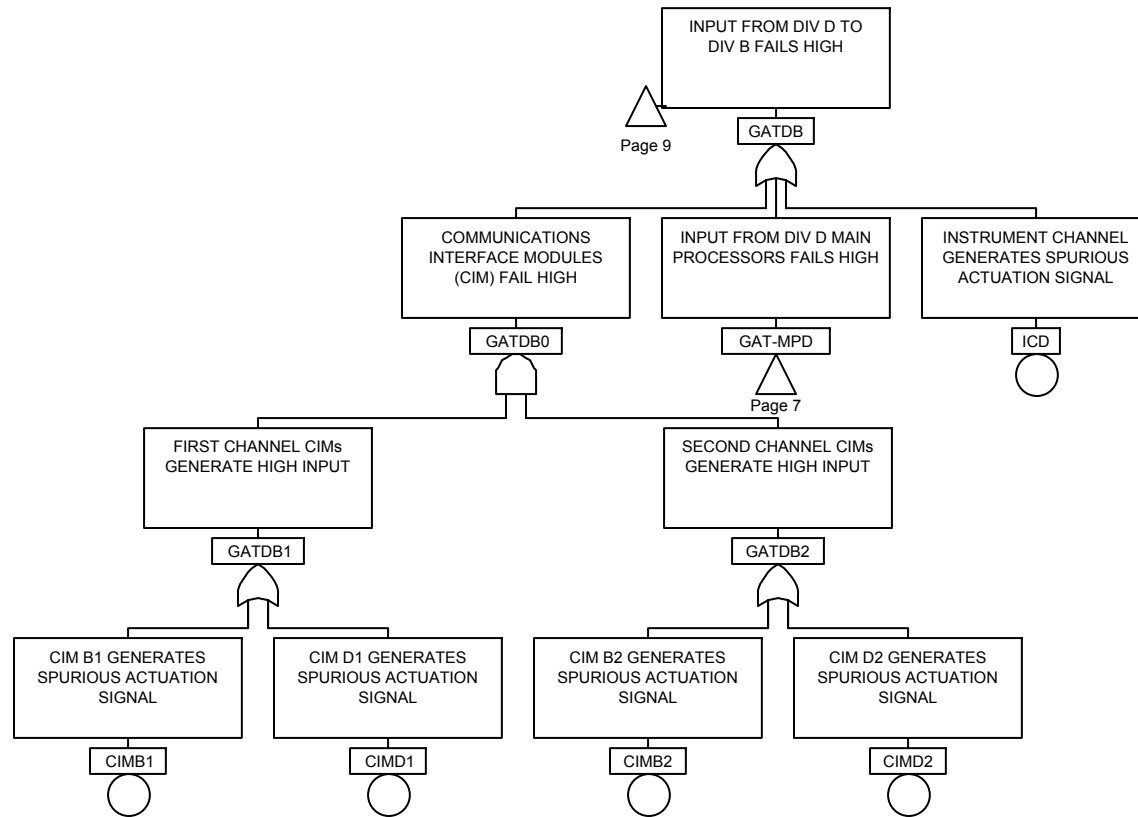 INPUT FROM DIV D TO
DIV B FAILS HIGH
Page 9
GATDB
COMMUNICATIONS
INTERFACE MODULES
(CIM) FAIL HIGH
GATDB0
INPUT FROM DIV D MAIN
PROCESSORS FAILS HIGH
GAT-MPD
Page 7
INSTRUMENT CHANNEL
GENERATES SPURIOUS
ACTUATION SIGNAL
ICD
FIRST CHANNEL CIMs
GENERATE HIGH INPUT
GATDB1
SECOND CHANNEL CIMs
GENERATE HIGH INPUT
GATDB2
CIM B1 GENERATES
SPURIOUS ACTUATION
SIGNAL
CIMB1
CIM D1 GENERATES
SPURIOUS ACTUATION
SIGNAL
CIMD1
CIM B2 GENERATES
SPURIOUS ACTUATION
SIGNAL
CIMB2
CIM D2 GENERATES
SPURIOUS ACTUATION
SIGNAL
CIMD2